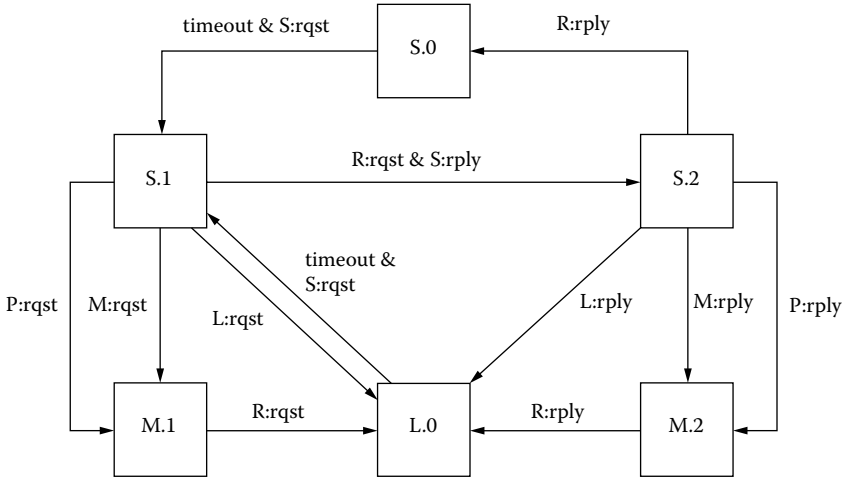 timeout & S:rqst
S.0
R:rply
S.1
R:rqst & S:rply
S.2
timeout &
S:rqst
P:rqst
M:rqst
L:rqst
L:rply
M:rply
P:rply
M.1
R:rqst
L.0
R:rply
M.2